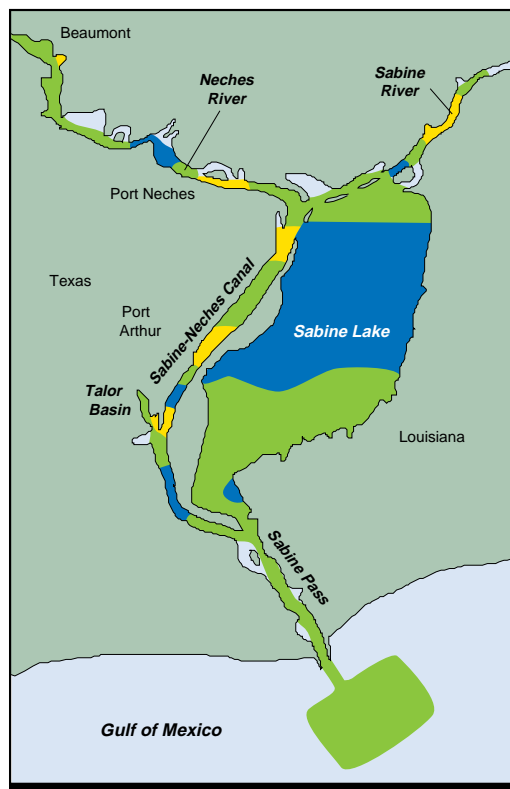 Beaumont
Neches
River
Sabine
River
Port Neches
Texas
Port
Arthur
Sabine-Neches Canal
Sabine Lake
Talor
Basin
Louisiana
Sabine Pass
Gulf of Mexico